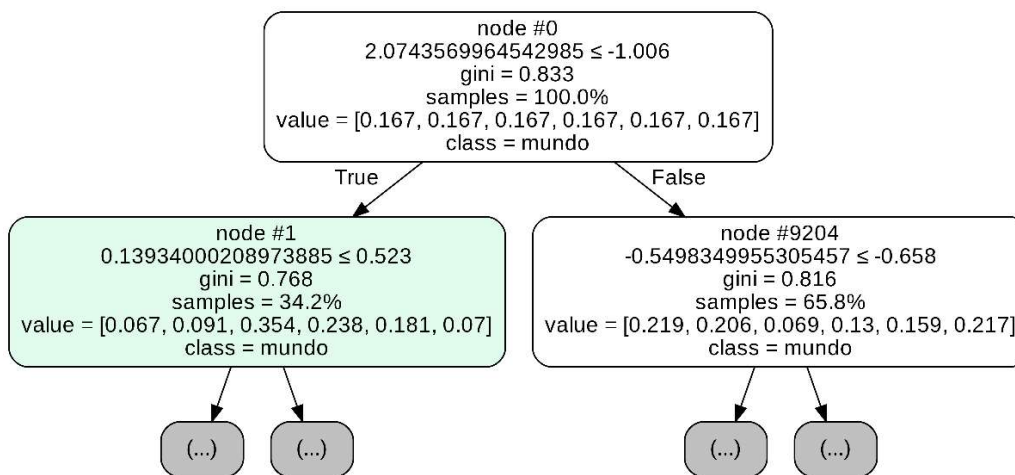 node #0
2.0743569964542985 ≤ -1.006
gini = 0.833
samples = 100.0%
value = [0.167, 0.167, 0.167, 0.167, 0.167, 0.167]
class = mundo
True
False
node #1
0.13934000208973885 ≤ 0.523
gini = 0.768
samples = 34.2%
value = [0.067, 0.091, 0.354, 0.238, 0.181, 0.07]
class = mundo
node #9204
-0.5498349955305457 ≤ -0.658
gini = 0.816
samples = 65.8%
value = [0.219, 0.206, 0.069, 0.13, 0.159, 0.217]
class = mundo
(...)
(...)
(...)
(...)